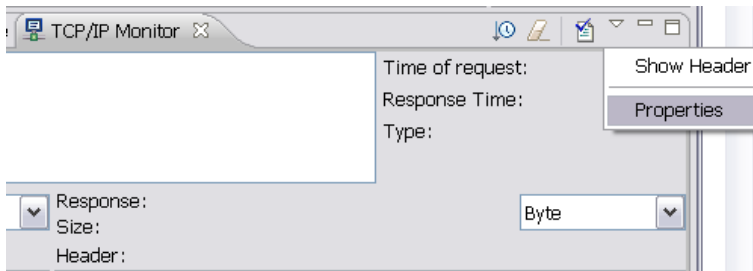 TCP/IP Monitor
Time of request:
Show Header
Response Time:
Properties
Type:
Response:
Byte
Size:
Header: